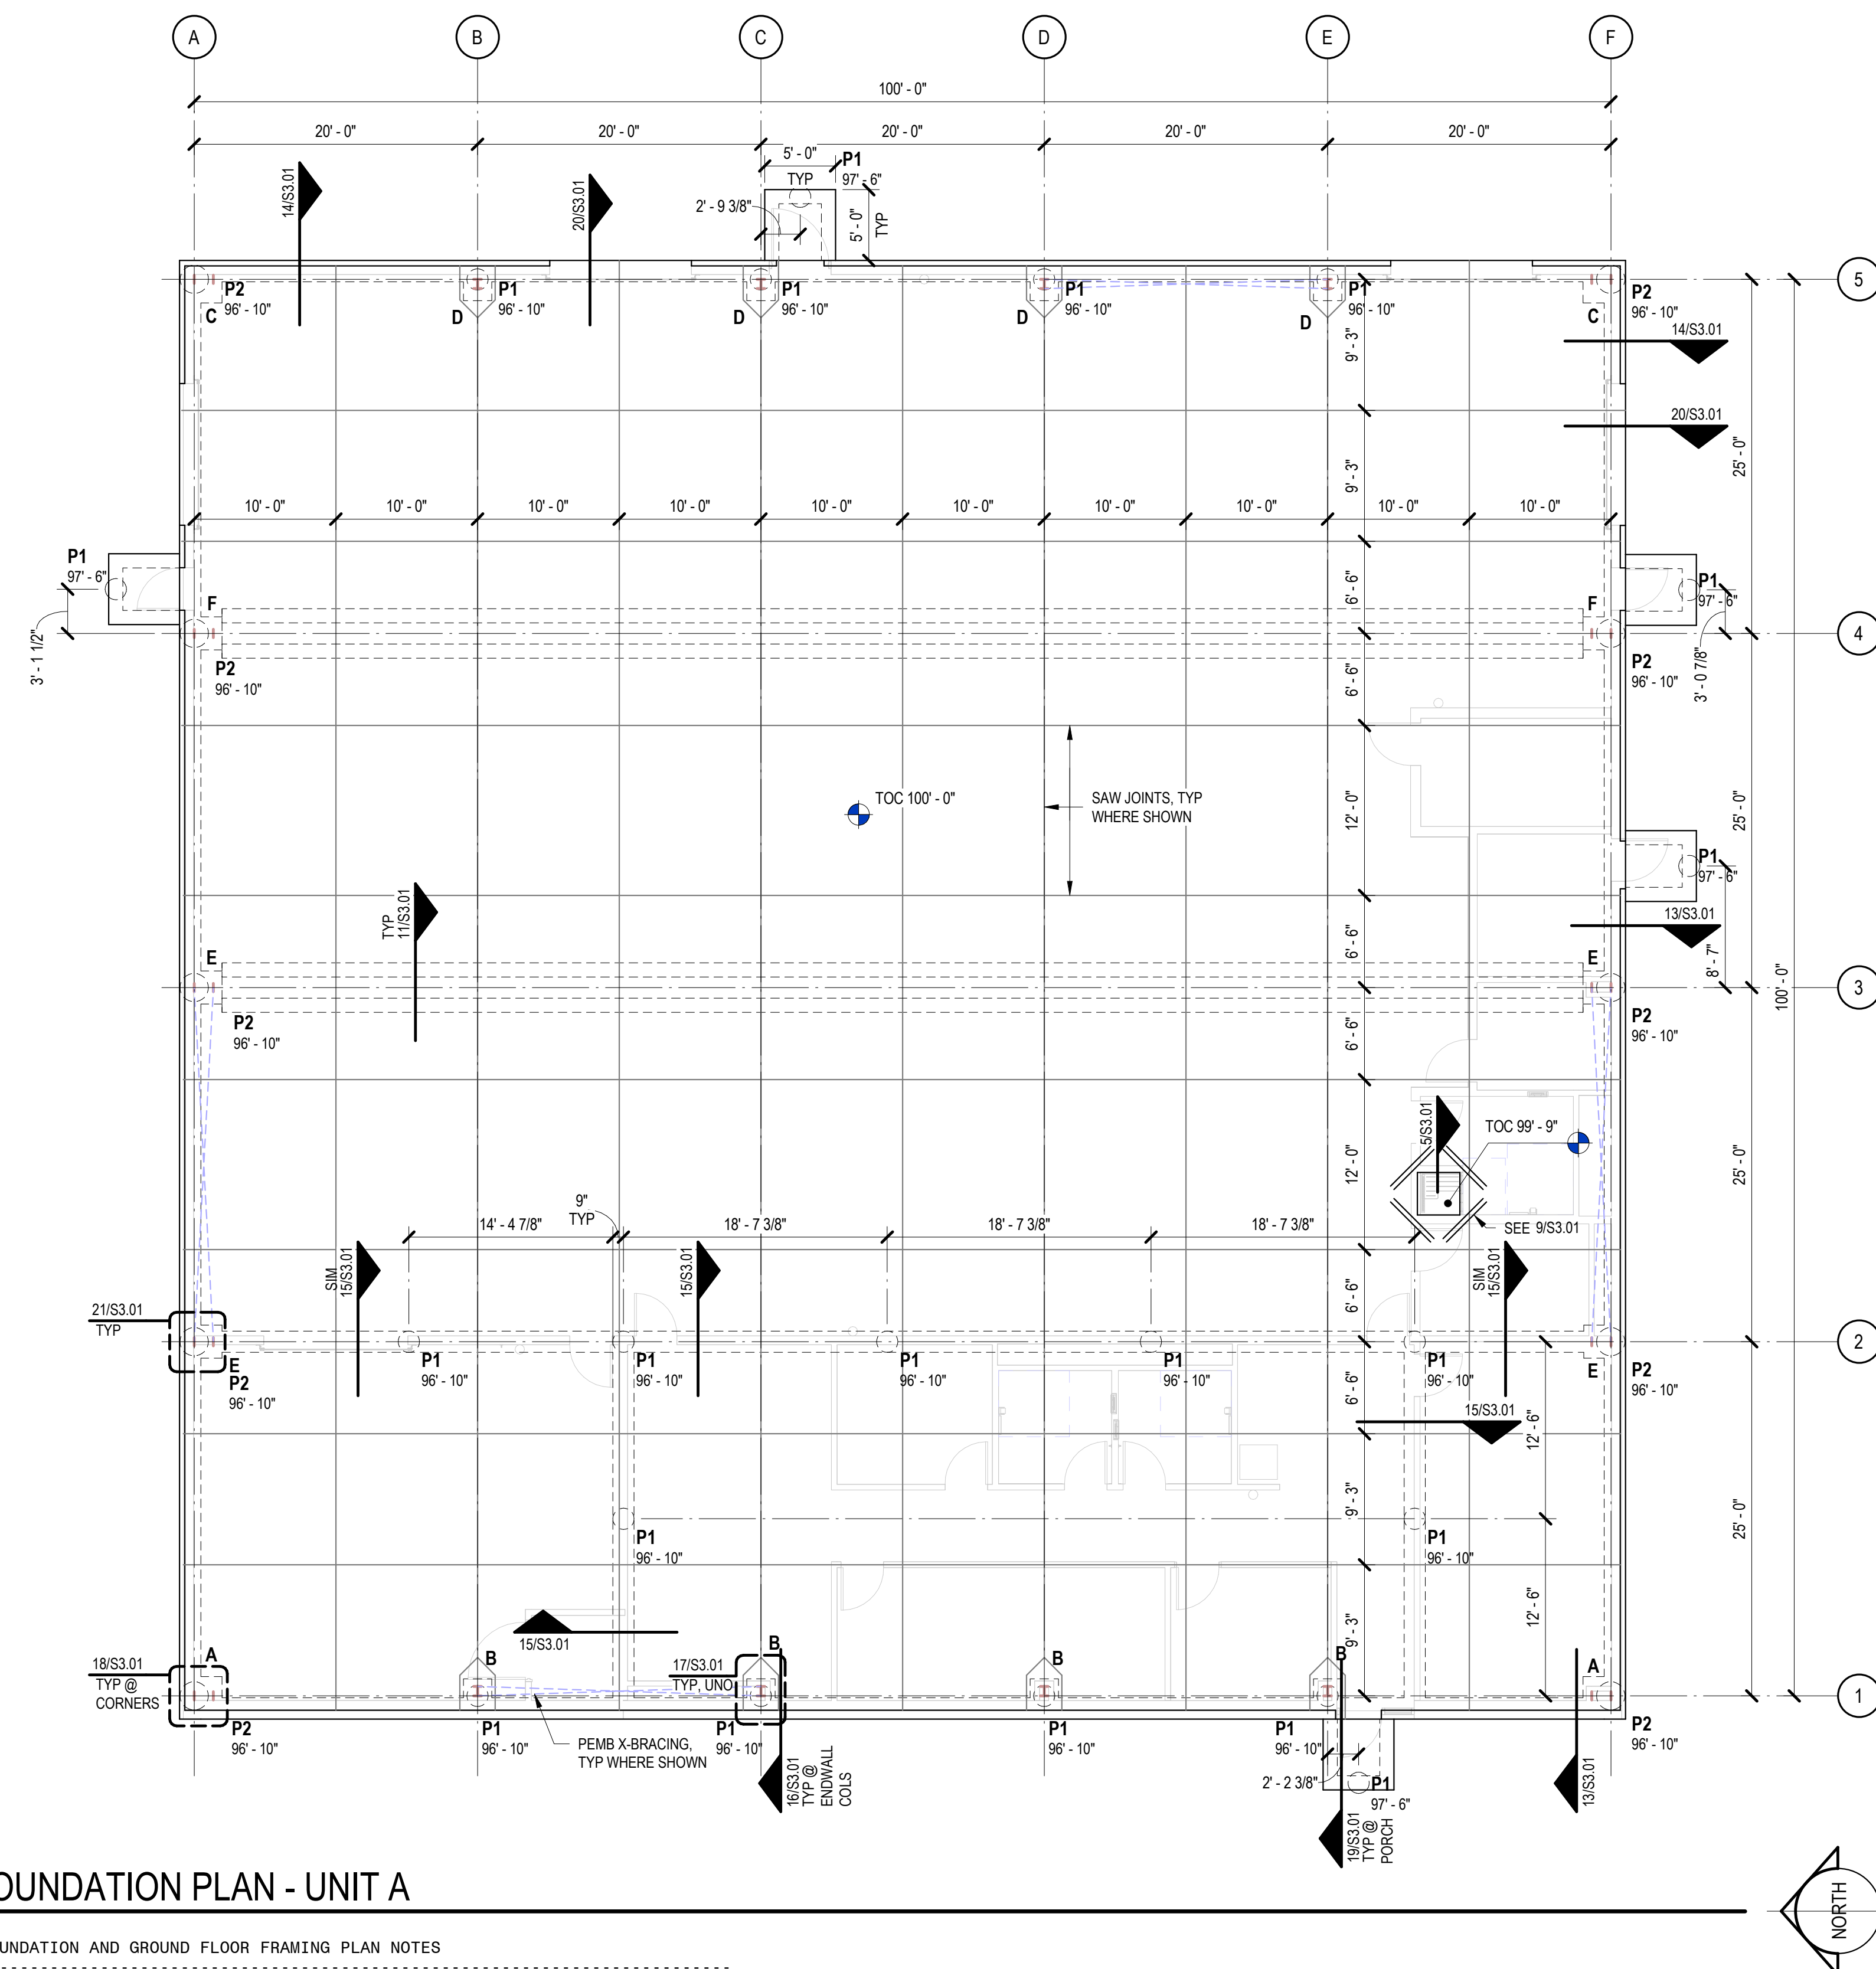 A
B
C
D
E
F
100' - 0"
20' - 0"
20' - 0"
20' - 0"
20' - 0"
20' - 0"
5' - 0"
TYP
P1
97' - 6"
2' - 9 3/8"
5' - 0"
TYP
14/S3.01
20/S3.01
5
P2
96' - 10"
C
P1
96' - 10"
D
P1
96' - 10"
D
P1
96' - 10"
D
P1
96' - 10"
D
P2
96' - 10"
C
14/S3.01
9' - 3"
20/S3.01
25' - 0"
9' - 3"
10' - 0"
10' - 0"
10' - 0"
10' - 0"
10' - 0"
10' - 0"
10' - 0"
10' - 0"
10' - 0"
10' - 0"
P1
97' - 6"
3' - 1 1/2"
F
P2
96' - 10"
6' - 6"
F
P1
97' - 6"
4
6' - 6"
P2
96' - 10"
3' - 0 7/8"
TOC 100' - 0"
SAW JOINTS, TYP
WHERE SHOWN
12' - 0"
25' - 0"
P1
97' - 6"
TYP
11/S3.01
13/S3.01
8' - 7"
6' - 6"
E
P2
96' - 10"
E
3
100' - 0"
P2
96' - 10"
6' - 6"
5/S3.01
TOC 99' - 9"
12' - 0"
25' - 0"
SEE 9/S3.01
9"
TYP
14' - 4 7/8"
18' - 7 3/8"
18' - 7 3/8"
18' - 7 3/8"
SIM
15/S3.01
15/S3.01
SIM
15/S3.01
6' - 6"
21/S3.01
TYP
E
P2
96' - 10"
P1
96' - 10"
P1
96' - 10"
P1
96' - 10"
P1
96' - 10"
P1
96' - 10"
E
P2
96' - 10"
2
6' - 6"
15/S3.01
12' - 6"
9' - 3"
25' - 0"
P1
96' - 10"
P1
96' - 10"
12' - 6"
9' - 3"
15/S3.01
18/S3.01
TYP @
CORNERS
A
P2
96' - 10"
B
P1
96' - 10"
17/S3.01
TYP, UNO
B
P1
96' - 10"
B
P1
96' - 10"
B
P1
96' - 10"
A
P2
96' - 10"
1
PEMB X-BRACING,
TYP WHERE SHOWN
16/S3.01
TYP @
ENDWALL
COLS
2' - 2 3/8"
P1
97' - 6"
19/S3.01
TYP @
PORCH
13/S3.01
OUNDATION PLAN - UNIT A
NORTH
UNDATION AND GROUND FLOOR FRAMING PLAN NOTES